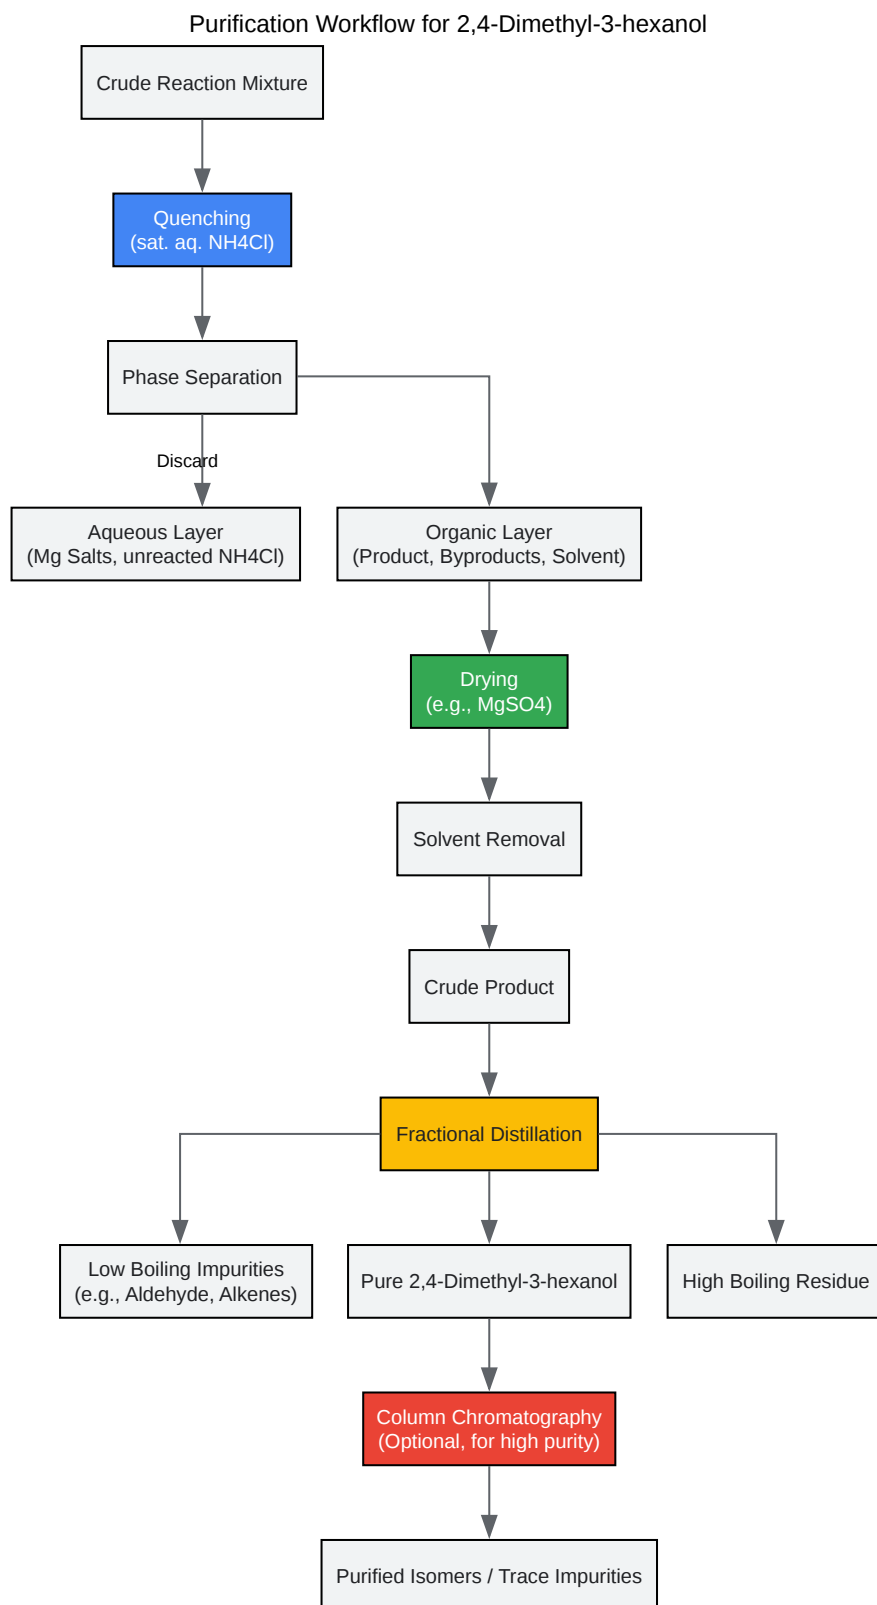 Purification Workflow for 2,4-Dimethyl-3-hexanol
Crude Reaction Mixture
Quenching
(sat. aq. NH4Cl)
Phase Separation
Discard
Aqueous Layer
(Mg Salts, unreacted NH4Cl)
Organic Layer
(Product, Byproducts, Solvent)
Drying
(e.g., MgSO4)
Solvent Removal
Crude Product
Fractional Distillation
Low Boiling Impurities
(e.g., Aldehyde, Alkenes)
Pure 2,4-Dimethyl-3-hexanol
High Boiling Residue
Column Chromatography
(Optional, for high purity)
Purified Isomers / Trace Impurities